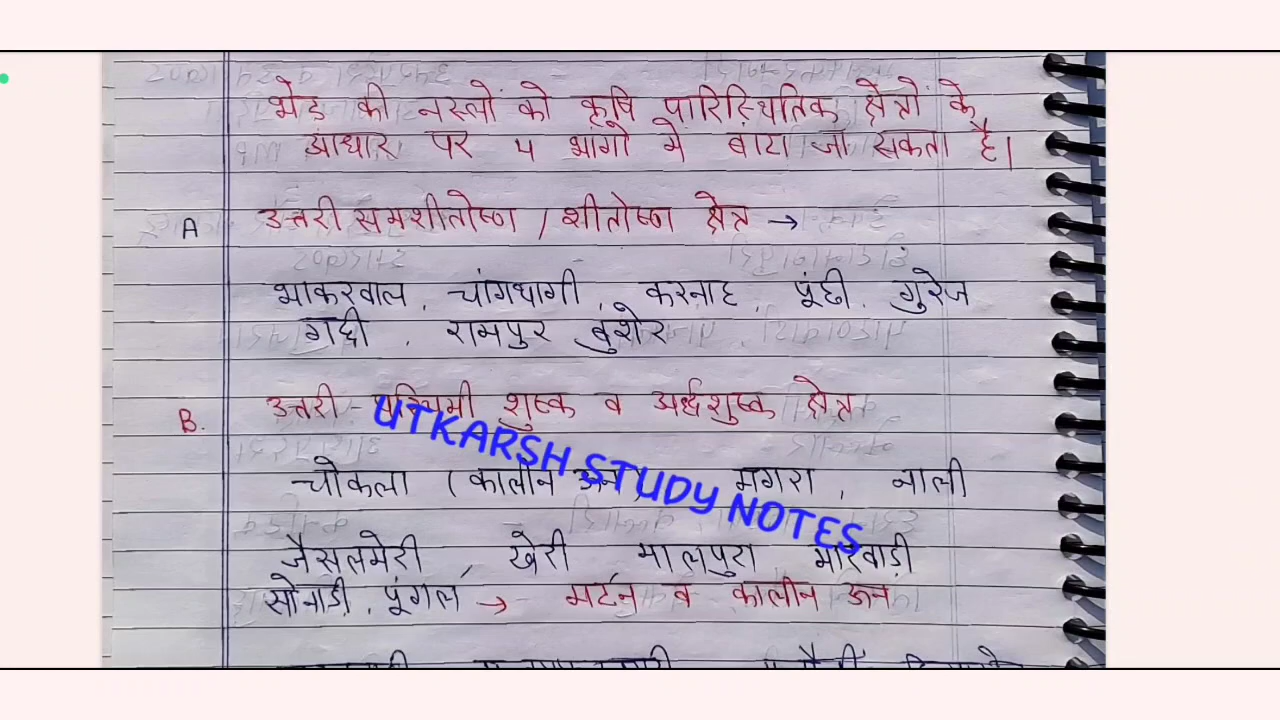 भेड की नस्लों को कृषि पारिस्थितिक क्षेत्रों के
आधार पर 4 भागो मे बाटा जा सकता है।
A उत्तरी समशीतोष्ण / शीतोष्ण क्षेत्र →
भाकरवाल, चांगथागी, करनाह, पूंछी, गुरेज
गद्दी, रामपुर बुशेर
B. उत्तरी - पश्चिमी शुष्क व अर्द्धशुष्क क्षेत्र
चोकला (कालीन ऊन), मगरा, नाली
जैसलमेरी, खेरी मालपुरा मारवाड़ी
सोनाडी, पूंगल → मटन व कालीन ऊन
UTKARSH STUDY NOTES